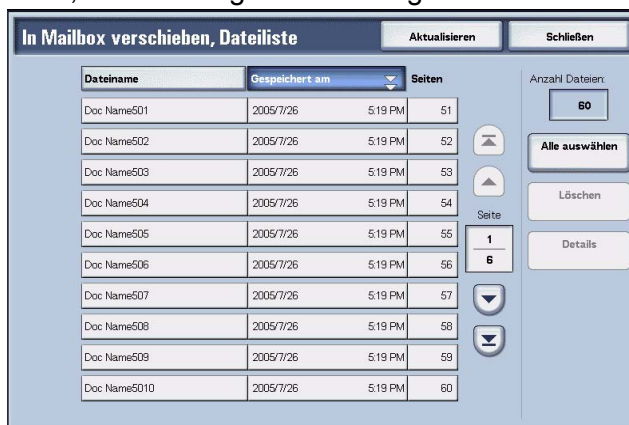 In Mailbox verschieben, Dateiliste Aktualisieren Schließen
Dateiname Gespeichert am Seiten Anzahl Dateien:
60
Doc Name501 2005/7/26 5:19 PM 51
Doc Name502 2005/7/26 5:19 PM 52
Alle auswählen
Doc Name503 2005/7/26 5:19 PM 53
Doc Name504 2005/7/26 5:19 PM 54
Löschen
Seite
Doc Name505 2005/7/26 5:19 PM 55
1
Details
6
Doc Name506 2005/7/26 5:19 PM 56
Doc Name507 2005/7/26 5:19 PM 57
Doc Name508 2005/7/26 5:19 PM 58
Doc Name509 2005/7/26 5:19 PM 59
Doc Name5010 2005/7/26 5:19 PM 60